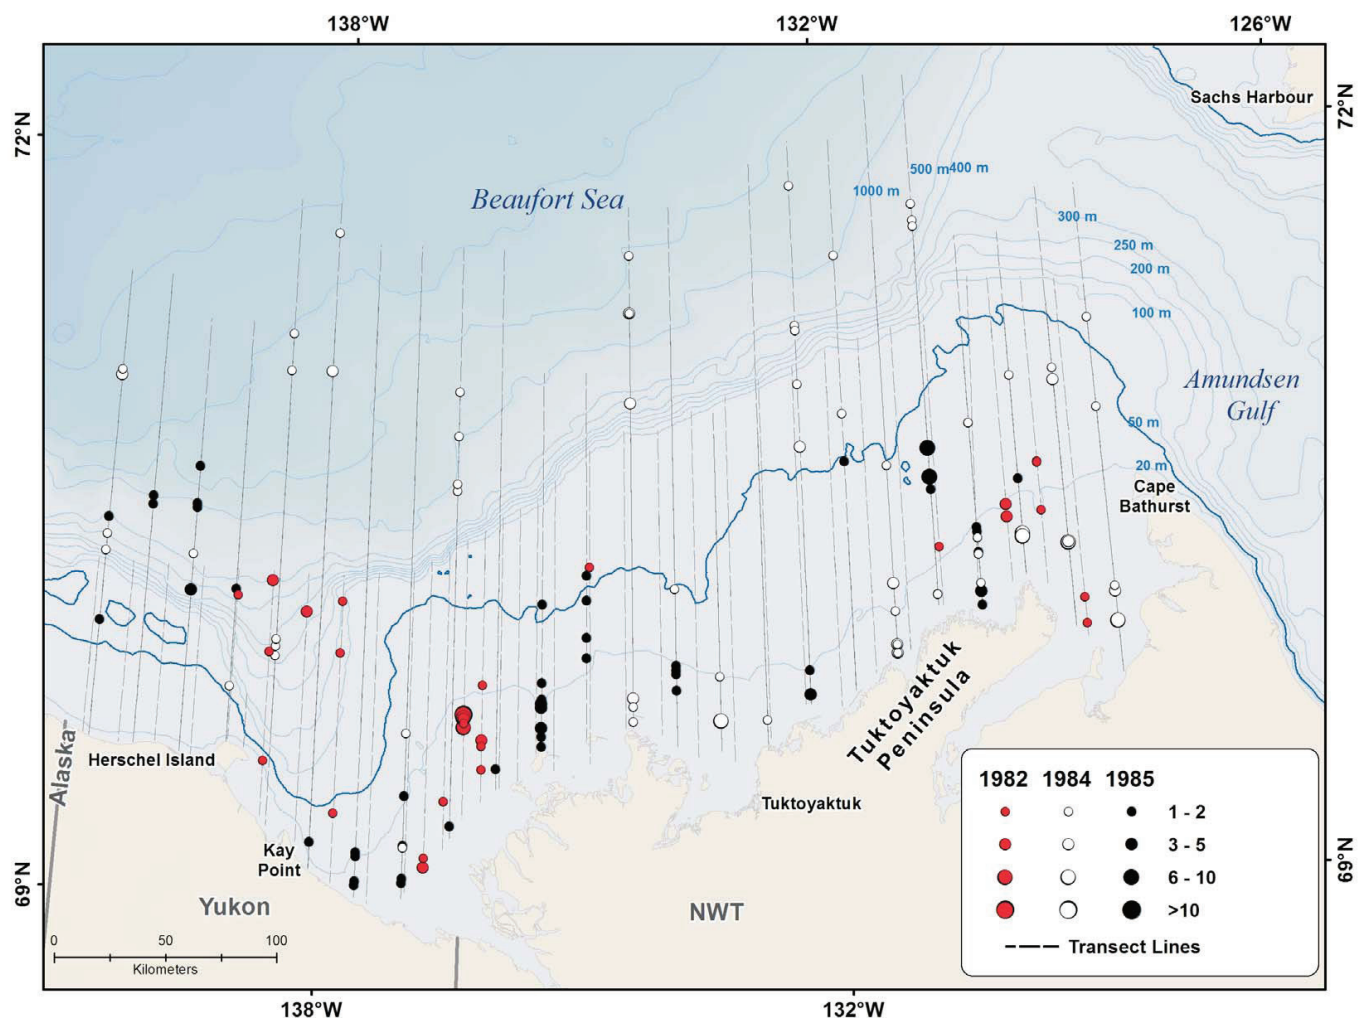 138°W
132°W
126°W
Sachs Harbour
72°N
72°N
500 m
400 m
1000 m
Beaufort Sea
300 m
250 m
200 m
100 m
Amundsen
Gulf
50 m
20 m
Cape
Bathurst
Tuktoyaktuk
Peninsula
Alaska
Herschel Island
Tuktoyaktuk
Kay
Point
69°N
69°N
Yukon
NWT
1982 1984 1985
1 - 2
3 - 5
6 - 10
>10
Transect Lines
0 50 100
Kilometers
138°W
132°W